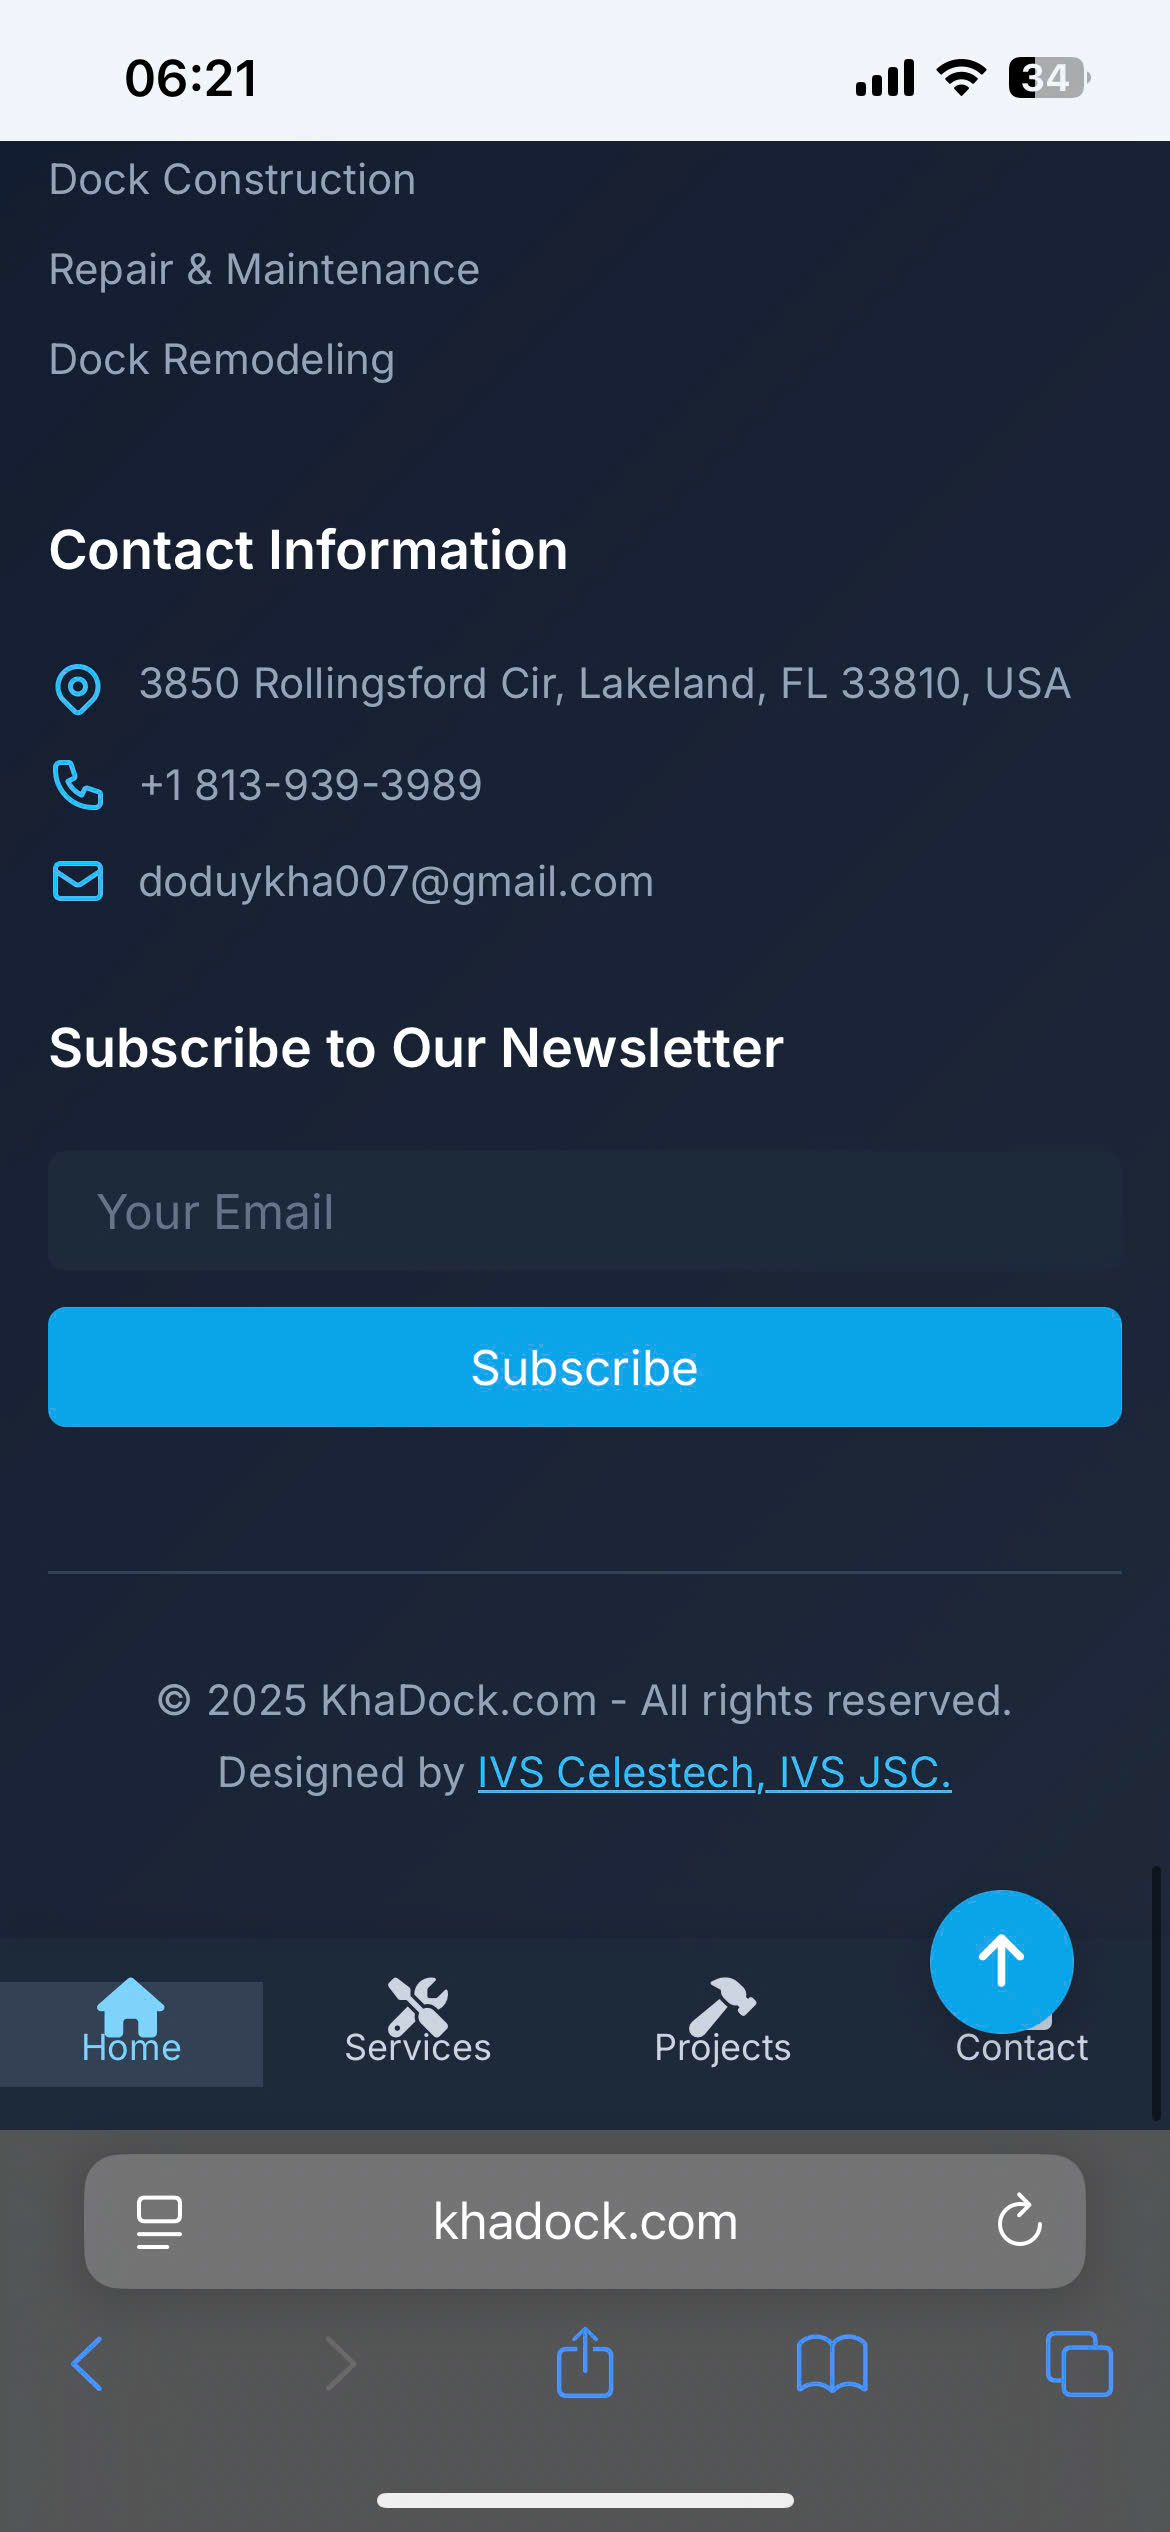 06:21
34
Dock Construction
Repair & Maintenance
Dock Remodeling
Contact Information
3850 Rollingsford Cir, Lakeland, FL 33810, USA
+1 813-939-3989
doduykha007@gmail.com
Subscribe to Our Newsletter
Your Email
Subscribe
© 2025 KhaDock.com - All rights reserved.
Designed by IVS Celestech, IVS JSC.
Home
Services
Projects
Contact
khadock.com